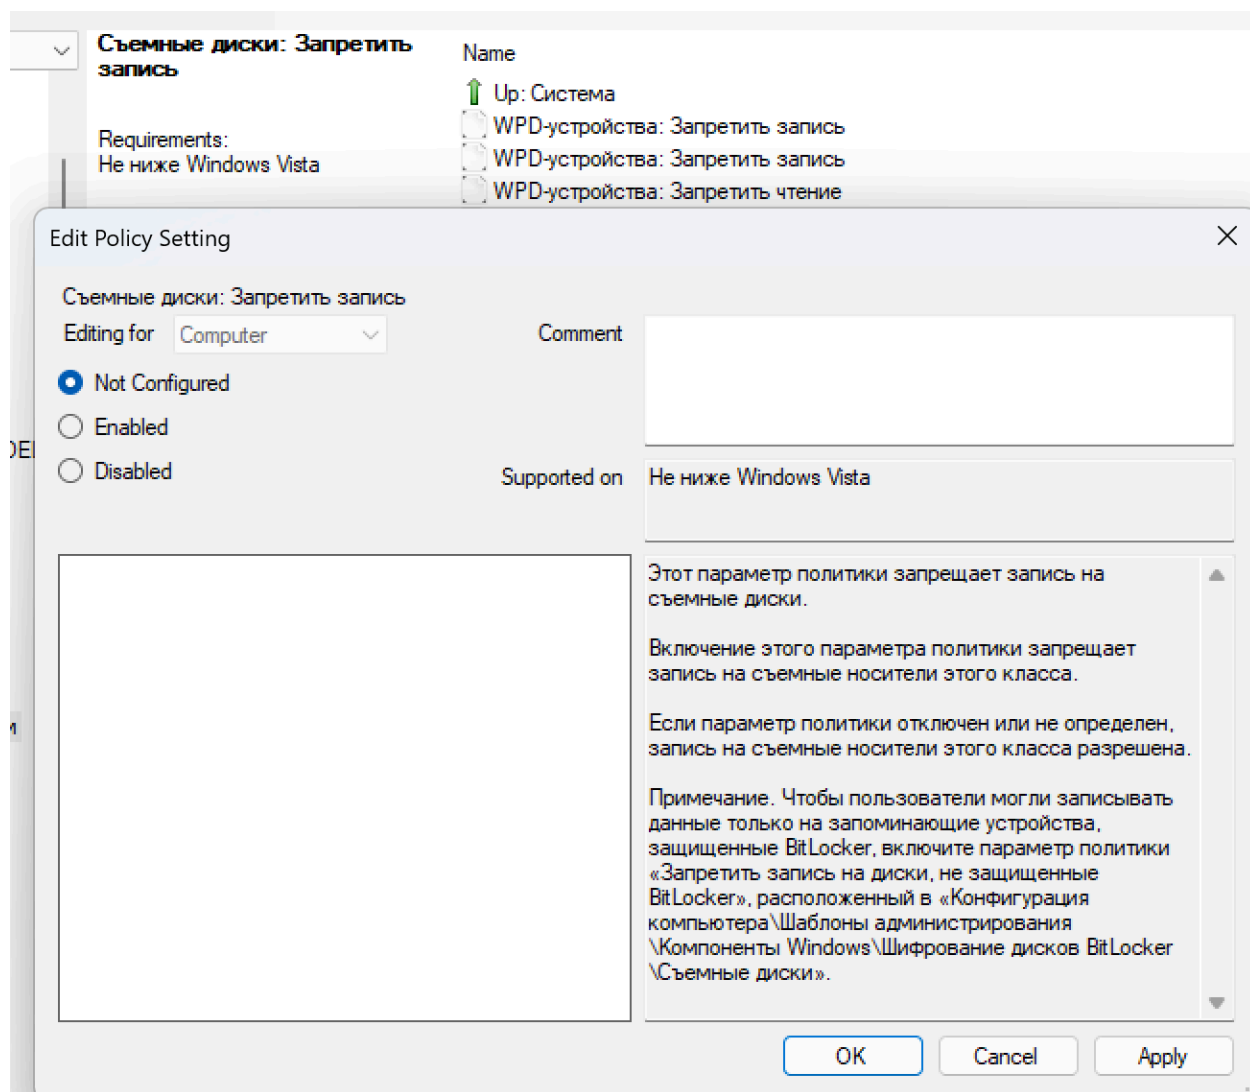 Съемные диски: Запретить
запись
Requirements:
Не ниже Windows Vista
Name
Up: Система
WPD-устройства: Запретить запись
WPD-устройства: Запретить запись
WPD-устройства: Запретить чтение
Edit Policy Setting
Съемные диски: Запретить запись
Editing for
Computer
Comment
Not Configured
Enabled
Disabled
Supported on
Не ниже Windows Vista
Этот параметр политики запрещает запись на
съемные диски.
Включение этого параметра политики запрещает
запись на съемные носители этого класса.
Если параметр политики отключен или не определен,
запись на съемные носители этого класса разрешена.
Примечание. Чтобы пользователи могли записывать
данные только на запоминающие устройства,
защищенные BitLocker, включите параметр политики
«Запретить запись на диски, не защищенные
BitLocker», расположенный в «Конфигурация
компьютера\Шаблоны администрирования
\Компоненты Windows\Шифрование дисков BitLocker
\Съемные диски».
OK
Cancel
Apply